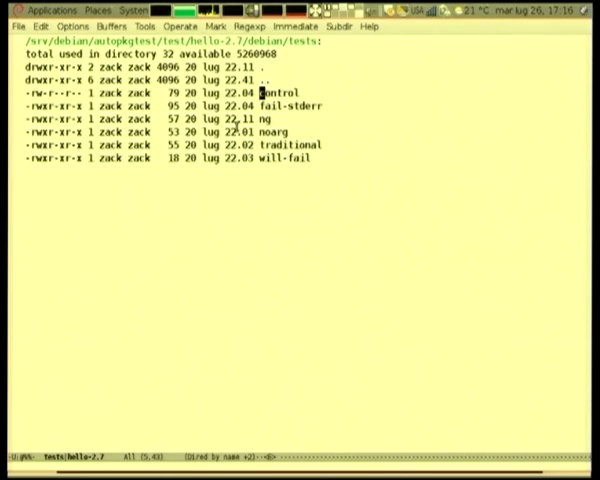 Applications Places System USA 21 °C mar lug 26, 17:16
File Edit Options Buffers Tools Operate Mark Regexp Immediate Subdir Help
/srv/debian/autopkgtest/test/hello-2.7/debian/tests:
total used in directory 32 available 5260968
drwxr-xr-x 2 zack zack 4096 20 lug 22.11 .
drwxr-xr-x 6 zack zack 4096 20 lug 22.41 ..
-rw-r--r-- 1 zack zack 79 20 lug 22.04 control
-rwxr-xr-x 1 zack zack 95 20 lug 22.04 fail-stderr
-rwxr-xr-x 1 zack zack 57 20 lug 22.11 ng
-rwxr-xr-x 1 zack zack 53 20 lug 22.01 noarg
-rwxr-xr-x 1 zack zack 55 20 lug 22.02 traditional
-rwxr-xr-x 1 zack zack 18 20 lug 22.03 will-fail
tests|hello-2.7 All (5,43) (Dired by name +2)